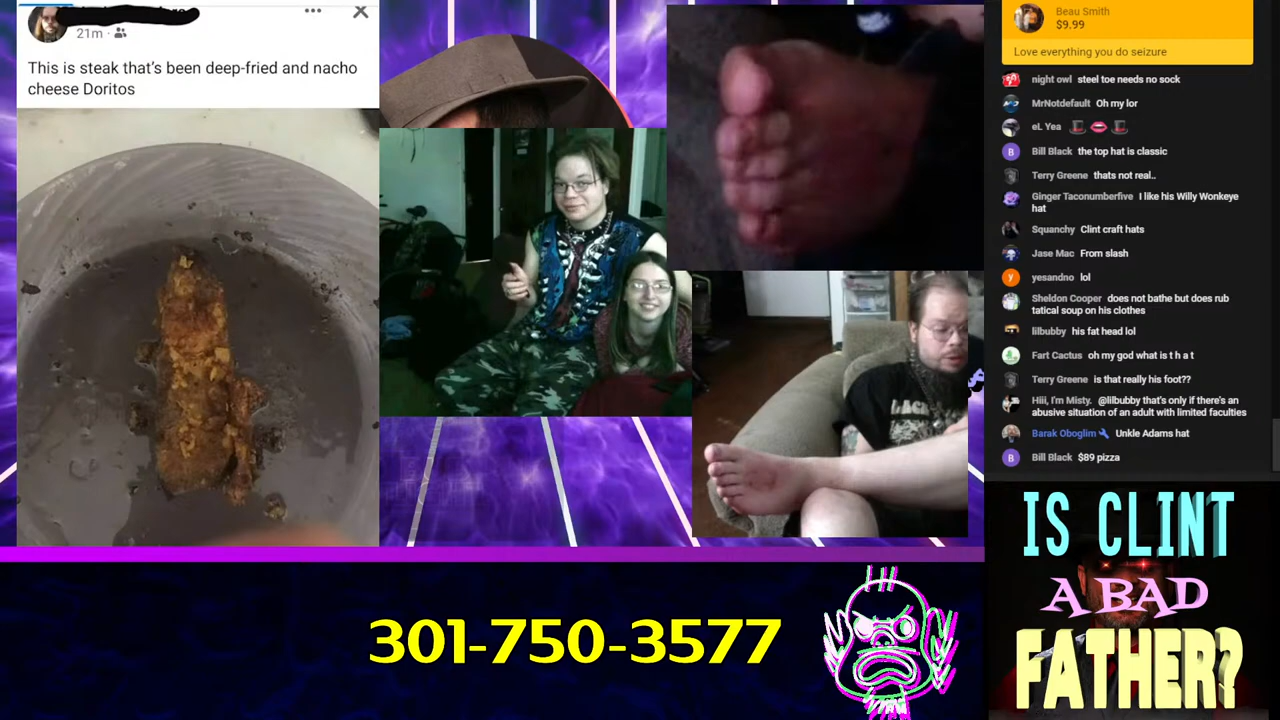 21m
This is steak that's been deep-fried and nacho
cheese Doritos
Beau Smith
$9.99
Love everything you do seizure
night owl steel toe needs no sock
MrNotdefault Oh my lor
eL Yea
Bill Black the top hat is classic
Terry Greene thats not real..
Ginger Taconumberfive I like his Willy Wonkeye
hat
Squanchy Clint craft hats
Jase Mac From slash
yesandno lol
Sheldon Cooper does not bathe but does rub
tatical soup on his clothes
lilbubby his fat head lol
Fart Cactus oh my god what is t h a t
Terry Greene is that really his foot??
Hiii, I'm Misty. @lilbubby that's only if there's an
abusive situation of an adult with limited faculties
Barak Oboglim Unkle Adams hat
Bill Black $89 pizza
301-750-3577
IS CLINT
A BAD
FATHER?